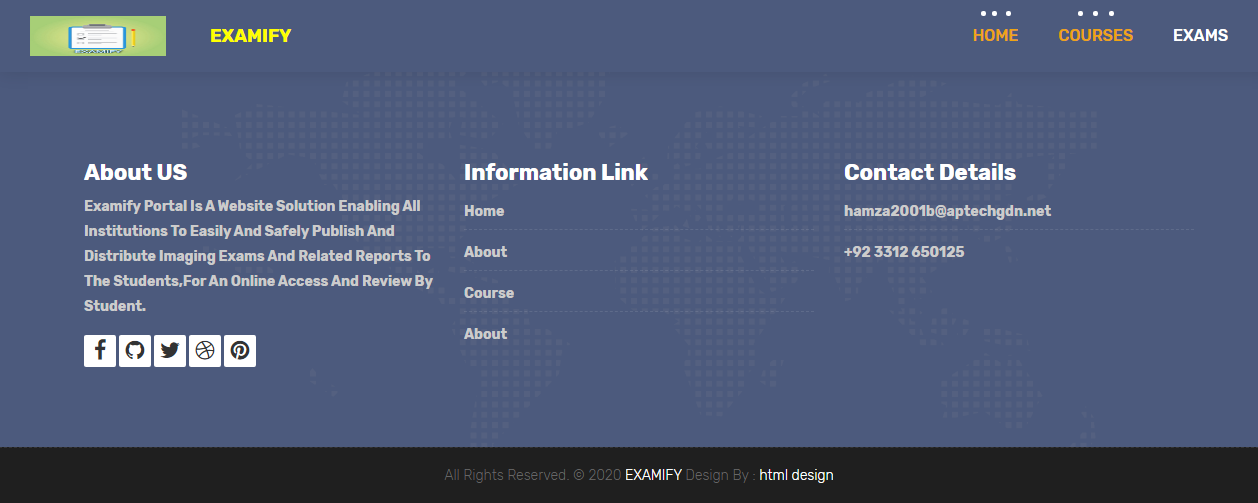 EXAMIFY
EXAMIFY
HOME
COURSES
EXAMS
About US
Examify Portal Is A Website Solution Enabling All
Institutions To Easily And Safely Publish And
Distribute Imaging Exams And Related Reports To
The Students,For An Online Access And Review By
Student.
Information Link
Home
About
Course
About
Contact Details
hamza2001b@aptechgdn.net
+92 3312 650125
All Rights Reserved. © 2020 EXAMIFY Design By : html design